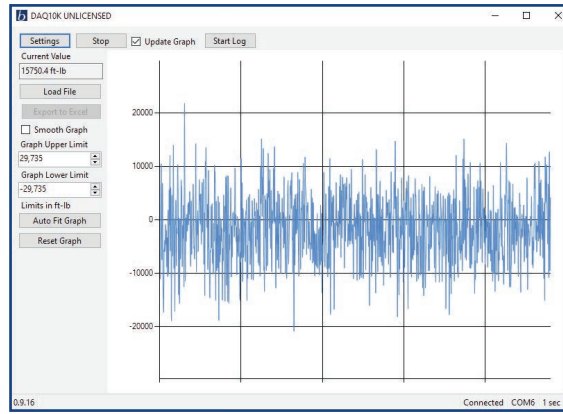 DAQ10K UNLICENSED
Settings Stop Update Graph Start Log
Current Value
15750.4 ft-lb
Load File
Export to Excel
Smooth Graph
Graph Upper Limit
29,735
Graph Lower Limit
-29,735
Limits in ft-lb
Auto Fit Graph
Reset Graph
20000
10000
0
-10000
-20000
0.9.16 Connected COM6 1 sec